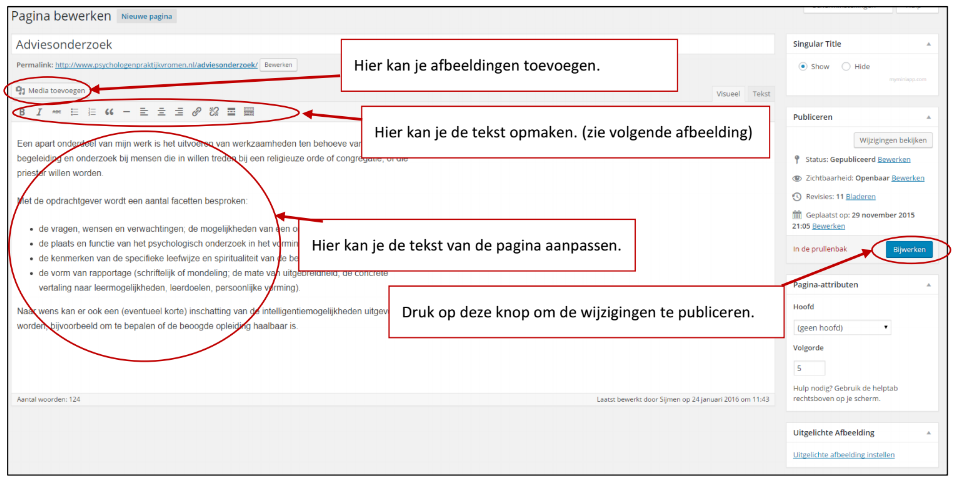 Pagina bewerken Nieuwe pagina
Adviesonderzoek
Permalink: http://www.psychologenpraktijkvromen.nl/adviesonderzoek/ Bewerken
Hier kan je afbeeldingen toevoegen.
Media toevoegen
Visueel Tekst
Hier kan je de tekst opmaken. (zie volgende afbeelding)
Een apart onderdeel van mijn werk is het uitvoeren van werkzaamheden ten behoeve van
begeleiding en onderzoek bij mensen die in willen treden bij een religieuze orde of congregatie, of die
priester willen worden.
Met de opdrachtgever wordt een aantal facetten besproken:
• de vragen, wensen en verwachtingen, de mogelijkheden van een
• de plaats en functie van het psychologisch onderzoek in het
• de kenmerken van de specifieke leefwijze en spiritualiteit van de
• de vorm van rapportage (schriftelijk of mondeling; de mate van uitgebreidheid; de concrete
vertaling naar leermogelijkheden, leerdoelen, persoonlijke vorming).
Hier kan je de tekst van de pagina aanpassen.
Naar wens kan er ook een (eventueel korte) inschatting van de intelligentiemogelijkheden
worden, bijvoorbeeld om te bepalen of de beoogde opleiding haalbaar is.
Druk op deze knop om de wijzigingen te publiceren.
Aantal woorden: 124
Laatst bewerkt door Sijmen op 24 januari 2016 om 11:43
Singular Title
Show Hide
Publiceren
Wijzigingen bekijken
Status: Gepubliceerd Bewerken
Zichtbaarheid: Openbaar Bewerken
Revisies: 11 Bladeren
Geplaatst op: 29 november 2015
21:05 Bewerken
In de prullenbak Bijwerken
Pagina-attributen
Hoofd
(geen hoofd)
Volgorde
5
Hulp nodig? Gebruik de helptab
rechtsboven op je scherm.
Uitgelichte Afbeelding
Uitgelichte afbeelding instellen